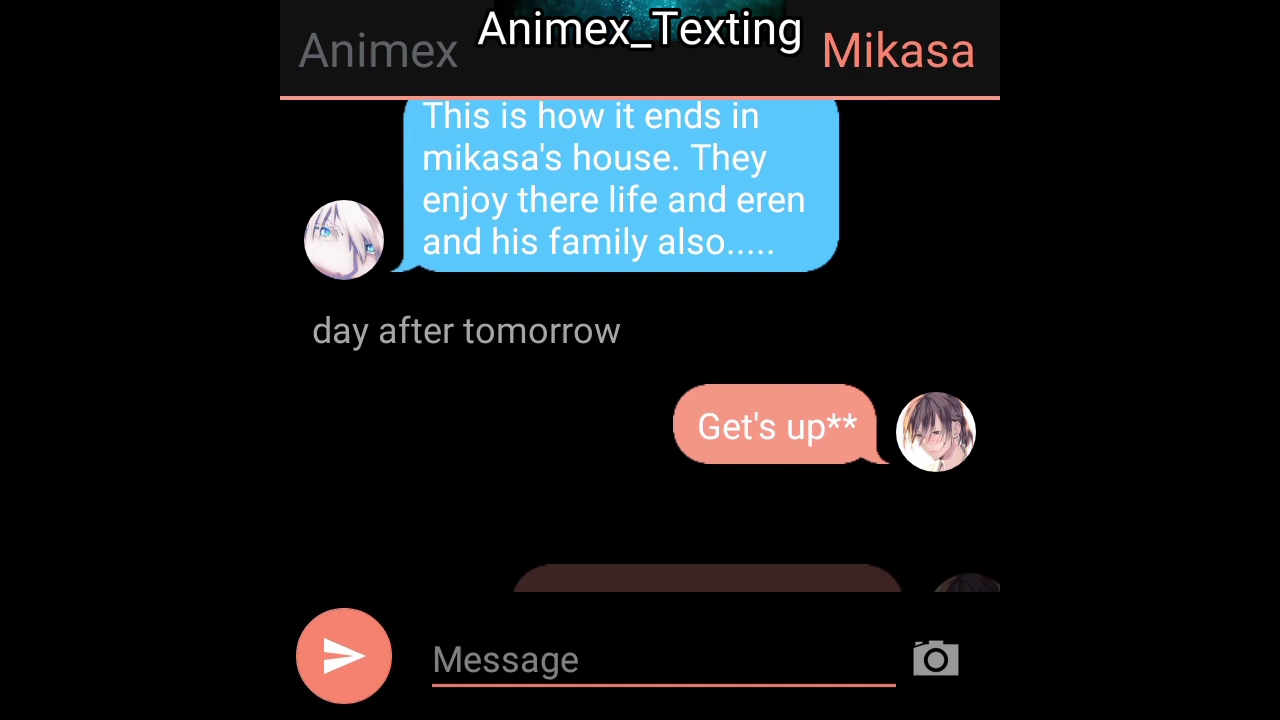 Animex_Texting
Animex
Mikasa
This is how it ends in
mikasa's house. They
enjoy there life and eren
and his family also.....
day after tomorrow
Get's up**
Message